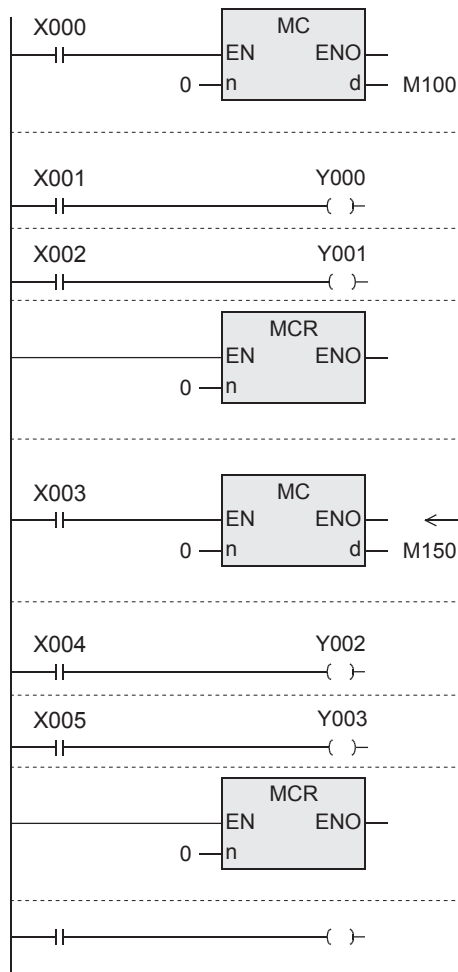 X000
MC
EN ENO
0 n d M100
X001 Y000
X002 Y001
MCR
EN ENO
0 n
X003
MC
EN ENO
0 n d M150
X004 Y002
X005 Y003
MCR
EN ENO
0 n